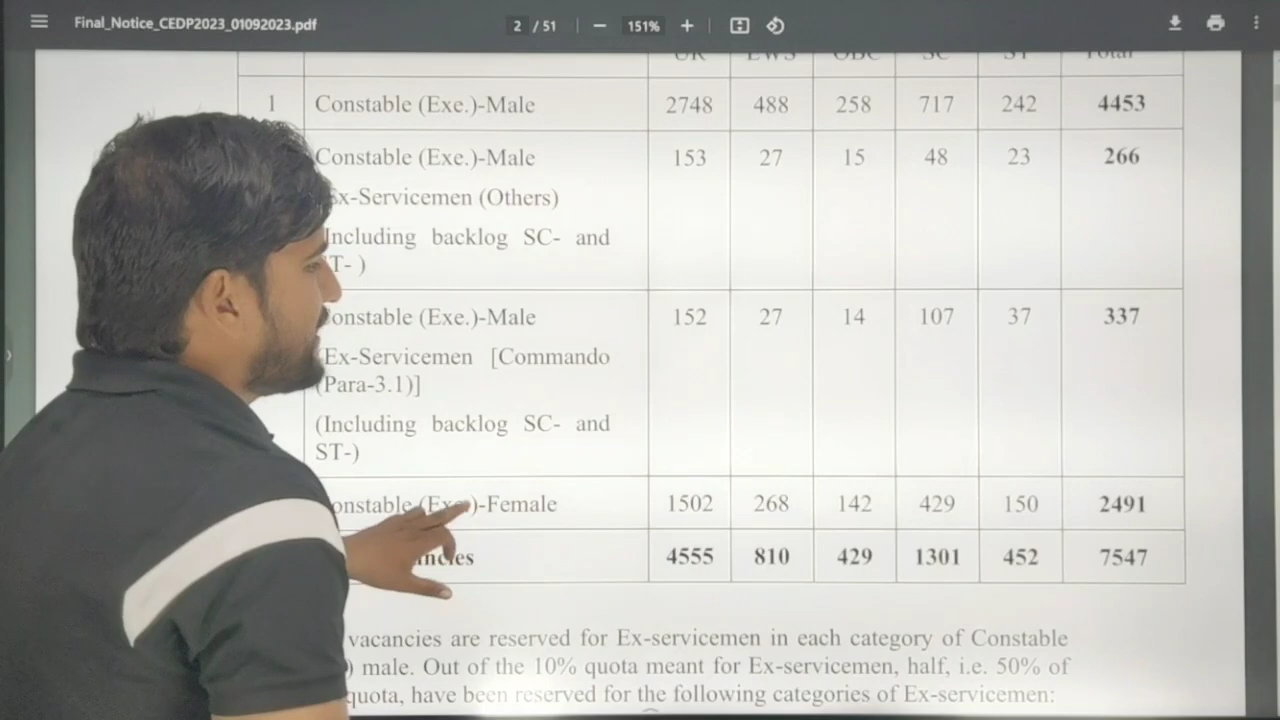 Final_Notice_CEDP2023_01092023.pdf
2 / 51
151%
UR EWS OBC SC ST Total
1 Constable (Exe.)-Male 2748 488 258 717 242 4453
Constable (Exe.)-Male 153 27 15 48 23 266
Ex-Servicemen (Others)
Including backlog SC- and
T- )
Constable (Exe.)-Male 152 27 14 107 37 337
Ex-Servicemen [Commando
(Para-3.1)]
(Including backlog SC- and
ST-)
onstable (Exe.)-Female 1502 268 142 429 150 2491
4555 810 429 1301 452 7547
vacancies are reserved for Ex-servicemen in each category of Constable
) male. Out of the 10% quota meant for Ex-servicemen, half, i.e. 50% of
quota, have been reserved for the following categories of Ex-servicemen: